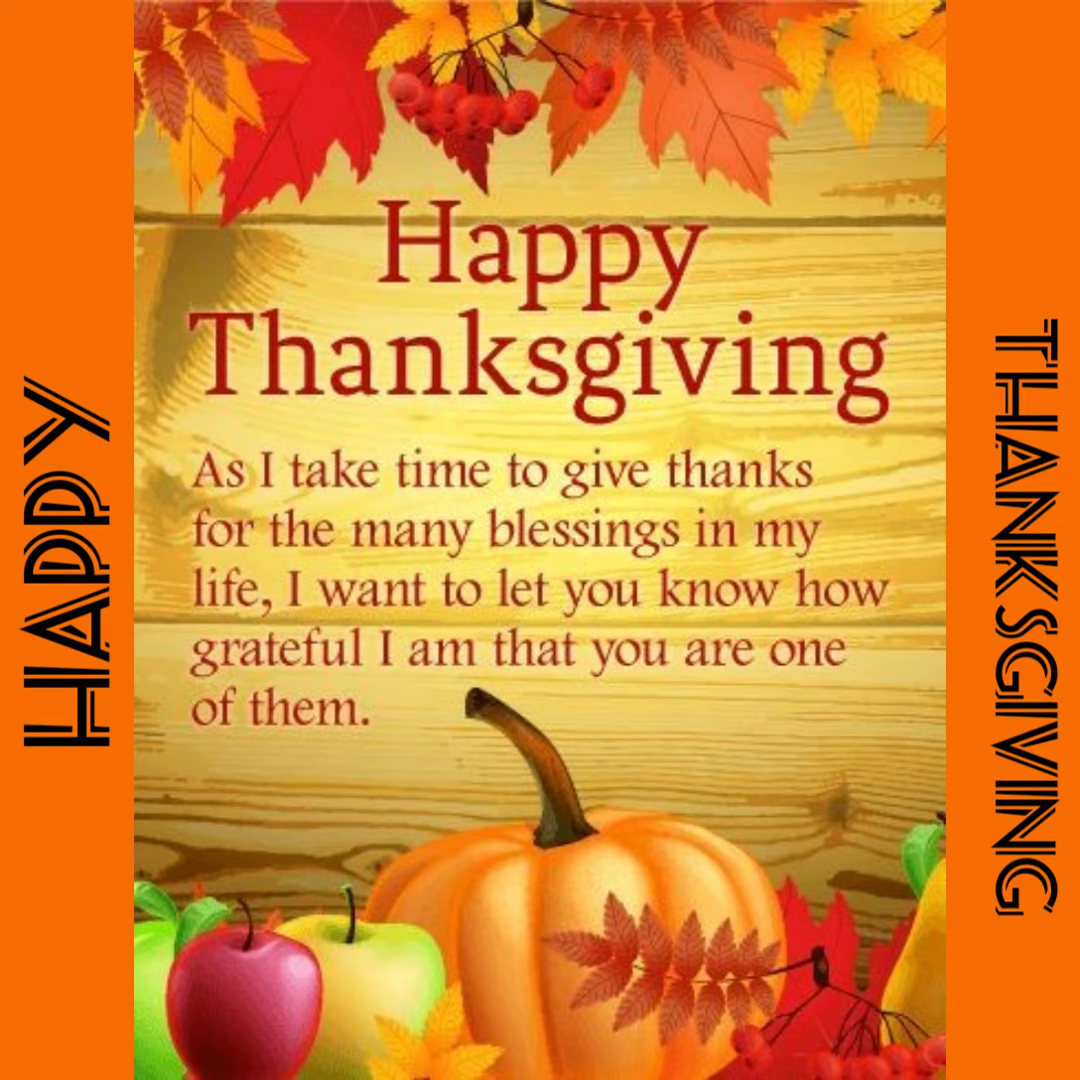 HAPPY
Happy
Thanksgiving
As I take time to give thanks
for the many blessings in my
life, I want to let you know how
grateful I am that you are one
of them.
THANKSGIVING